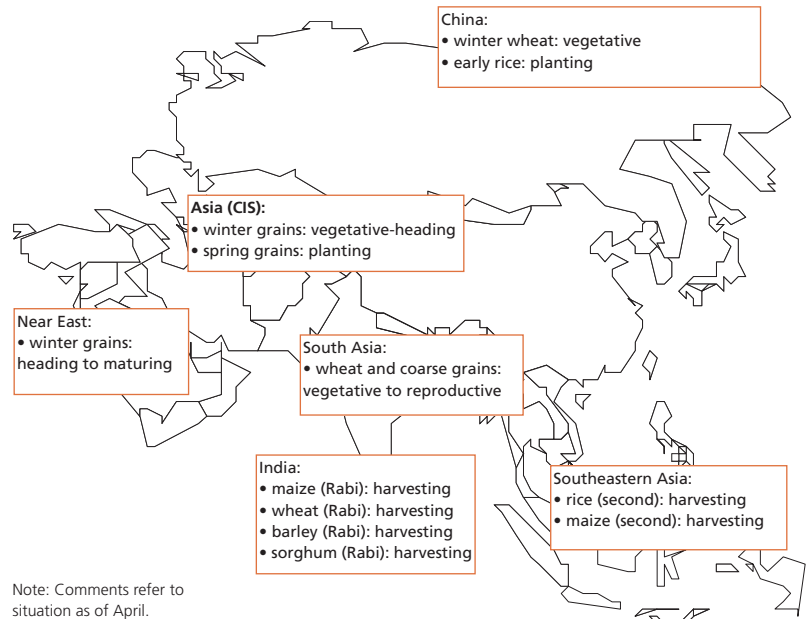 China:
• winter wheat: vegetative
• early rice: planting
Asia (CIS):
• winter grains: vegetative-heading
• spring grains: planting
Near East:
• winter grains:
heading to maturing
South Asia:
• wheat and coarse grains:
vegetative to reproductive
India:
• maize (Rabi): harvesting
• wheat (Rabi): harvesting
• barley (Rabi): harvesting
• sorghum (Rabi): harvesting
Southeastern Asia:
• rice (second): harvesting
• maize (second): harvesting
Note: Comments refer to
situation as of April.